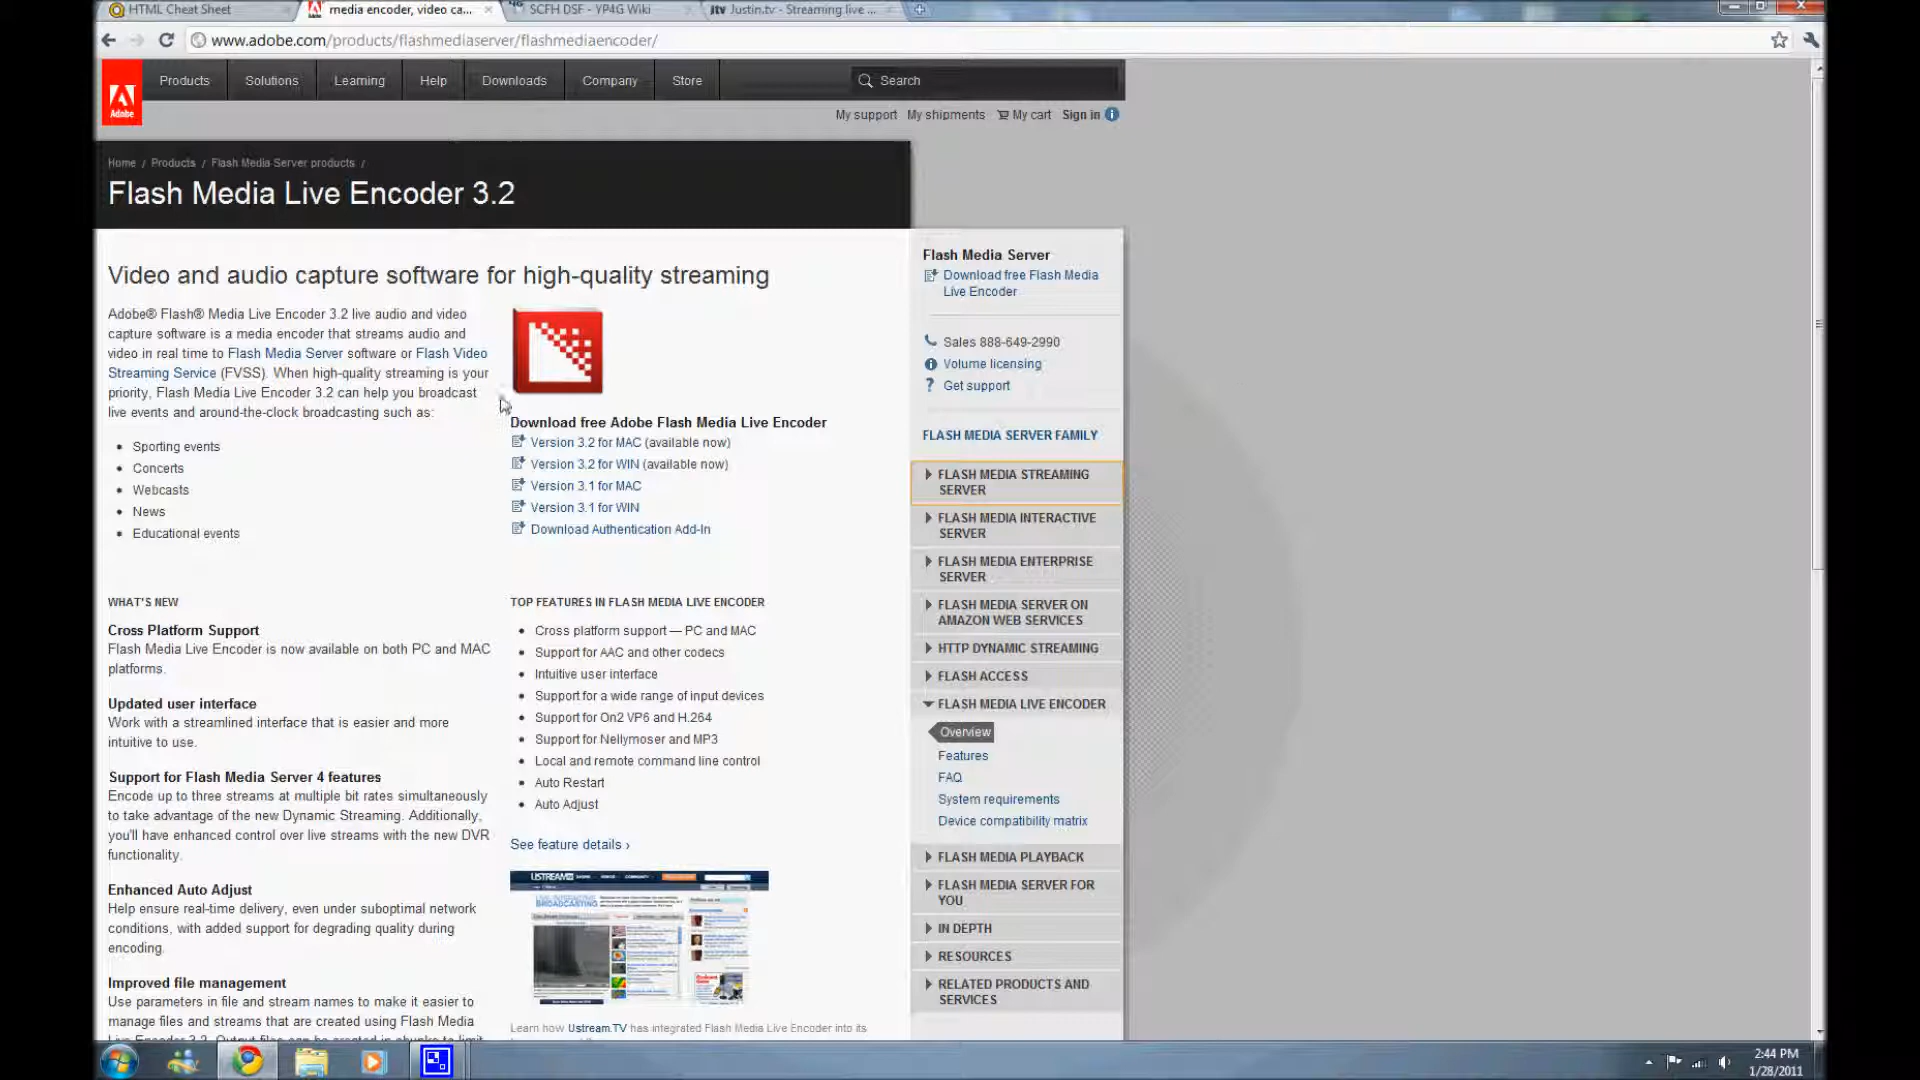 HTML Cheat Sheet
media encoder, video ca...
SCFH DSF - YP4G Wiki
jtv Justin.tv - Streaming live ...
www.adobe.com/products/flashmediaserver/flashmediaencoder/
Adobe
Products
Solutions
Learning
Help
Downloads
Company
Store
Search
My support
My shipments
My cart
Sign in
Home / Products / Flash Media Server products /
Flash Media Live Encoder 3.2
Video and audio capture software for high-quality streaming
Adobe® Flash® Media Live Encoder 3.2 live audio and video
capture software is a media encoder that streams audio and
video in real time to Flash Media Server software or Flash Video
Streaming Service (FVSS). When high-quality streaming is your
priority, Flash Media Live Encoder 3.2 can help you broadcast
live events and around-the-clock broadcasting such as:
• Sporting events
• Concerts
• Webcasts
• News
• Educational events
Download free Adobe Flash Media Live Encoder
Version 3.2 for MAC (available now)
Version 3.2 for WIN (available now)
Version 3.1 for MAC
Version 3.1 for WIN
Download Authentication Add-In
WHAT'S NEW
Cross Platform Support
Flash Media Live Encoder is now available on both PC and MAC
platforms.
Updated user interface
Work with a streamlined interface that is easier and more
intuitive to use.
Support for Flash Media Server 4 features
Encode up to three streams at multiple bit rates simultaneously
to take advantage of the new Dynamic Streaming. Additionally,
you'll have enhanced control over live streams with the new DVR
functionality.
Enhanced Auto Adjust
Help ensure real-time delivery, even under suboptimal network
conditions, with added support for degrading quality during
encoding.
Improved file management
Use parameters in file and stream names to make it easier to
manage files and streams that are created using Flash Media
TOP FEATURES IN FLASH MEDIA LIVE ENCODER
• Cross platform support — PC and MAC
• Support for AAC and other codecs
• Intuitive user interface
• Support for a wide range of input devices
• Support for On2 VP6 and H.264
• Support for Nellymoser and MP3
• Local and remote command line control
• Auto Restart
• Auto Adjust
See feature details ›
USTREAM
Learn how Ustream.TV has integrated Flash Media Live Encoder into its
Flash Media Server
Download free Flash Media
Live Encoder
Sales 888-649-2990
Volume licensing
Get support
FLASH MEDIA SERVER FAMILY
FLASH MEDIA STREAMING
SERVER
FLASH MEDIA INTERACTIVE
SERVER
FLASH MEDIA ENTERPRISE
SERVER
FLASH MEDIA SERVER ON
AMAZON WEB SERVICES
HTTP DYNAMIC STREAMING
FLASH ACCESS
FLASH MEDIA LIVE ENCODER
Overview
Features
FAQ
System requirements
Device compatibility matrix
FLASH MEDIA PLAYBACK
FLASH MEDIA SERVER FOR
YOU
IN DEPTH
RESOURCES
RELATED PRODUCTS AND
SERVICES
2:44 PM
1/28/2011